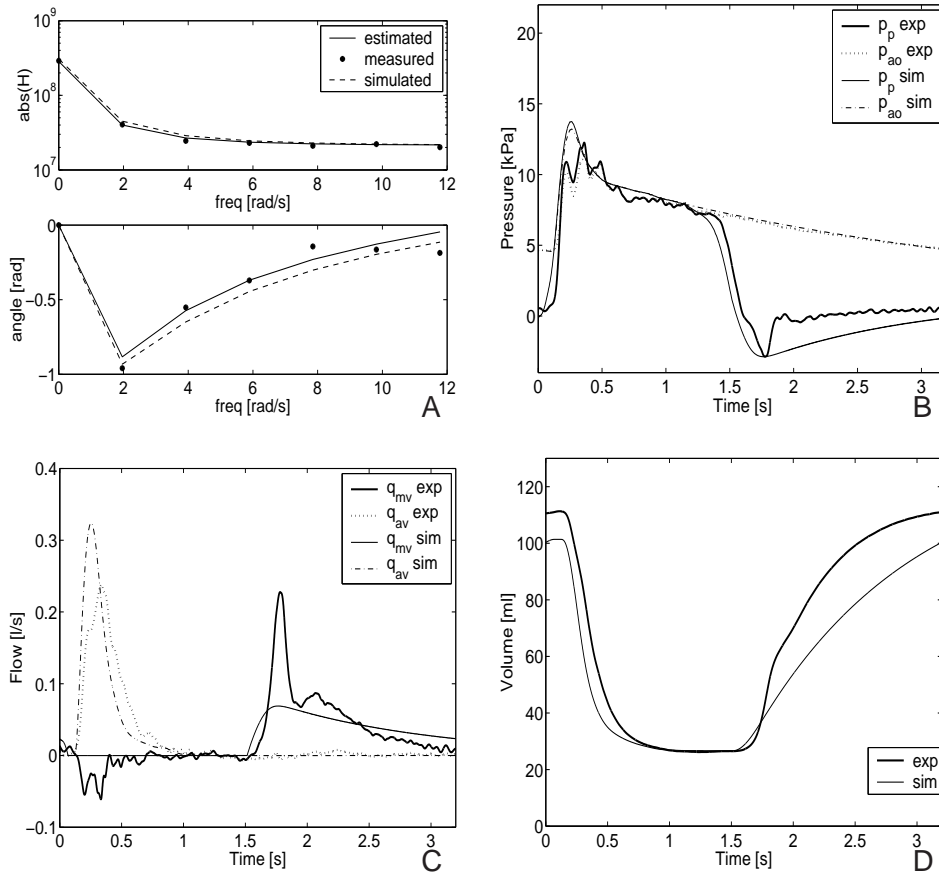 10^9
10^8
10^7
abs(H)
estimated
measured
simulated
0 2 4 6 8 10 12
freq [rad/s]
0
−0.5
−1
angle [rad]
0 2 4 6 8 10 12
freq [rad/s]
A
20
15
10
5
0
Pressure [kPa]
p_p exp
p_ao exp
p_p sim
p_ao sim
0 0.5 1 1.5 2 2.5 3
Time [s]
B
0.4
0.3
0.2
0.1
0
−0.1
Flow [l/s]
q_mv exp
q_av exp
q_mv sim
q_av sim
0 0.5 1 1.5 2 2.5 3
Time [s]
C
120
100
80
60
40
20
0
Volume [ml]
exp
sim
0 0.5 1 1.5 2 2.5 3
Time [s]
D